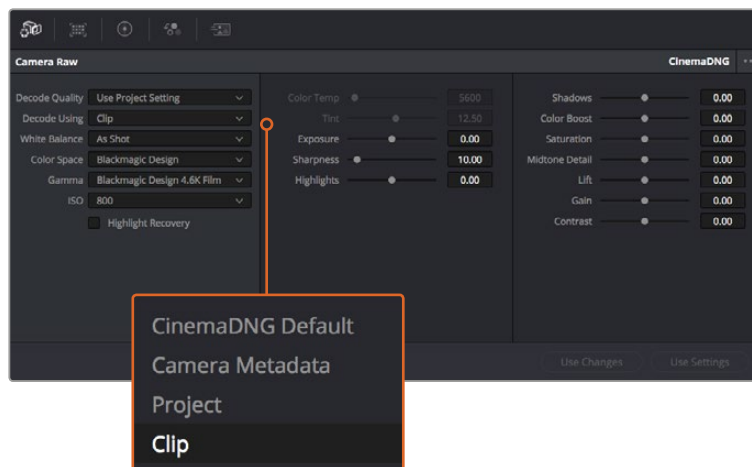 Camera Raw
CinemaDNG
Decode Quality Use Project Setting
Decode Using Clip
White Balance As Shot
Color Space Blackmagic Design
Gamma Blackmagic Design 4.6K Film
ISO 800
Highlight Recovery
Color Temp 5600
Tint 12.50
Exposure 0.00
Sharpness 10.00
Highlights 0.00
Shadows 0.00
Color Boost 0.00
Saturation 0.00
Midtone Detail 0.00
Lift 0.00
Gain 0.00
Contrast 0.00
Use Changes
Use Settings
CinemaDNG Default
Camera Metadata
Project
Clip